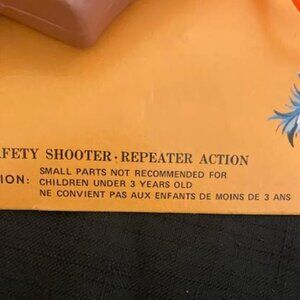 AFETY SHOOTER · REPEATER ACTION
ION: SMALL PARTS NOT RECOMMENDED FOR
CHILDREN UNDER 3 YEARS OLD
NE CONVIENT PAS AUX ENFANTS DE MOINS DE 3 ANS